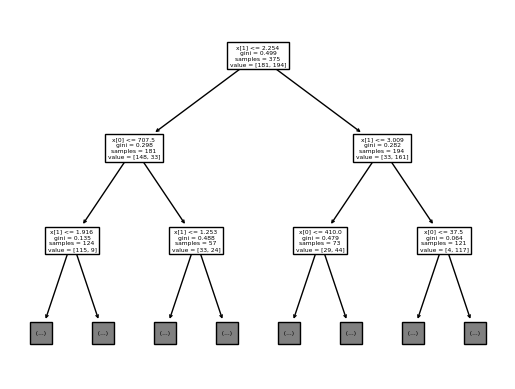 x[1] <= 2.254
gini = 0.499
samples = 375
value = [181, 194]
x[0] <= 707.5
gini = 0.298
samples = 181
value = [148, 33]
x[1] <= 3.009
gini = 0.282
samples = 194
value = [33, 161]
x[1] <= 1.916
gini = 0.135
samples = 124
value = [115, 9]
x[1] <= 1.253
gini = 0.488
samples = 57
value = [33, 24]
x[0] <= 410.0
gini = 0.479
samples = 73
value = [29, 44]
x[0] <= 37.5
gini = 0.064
samples = 121
value = [4, 117]
(...)
(...)
(...)
(...)
(...)
(...)
(...)
(...)